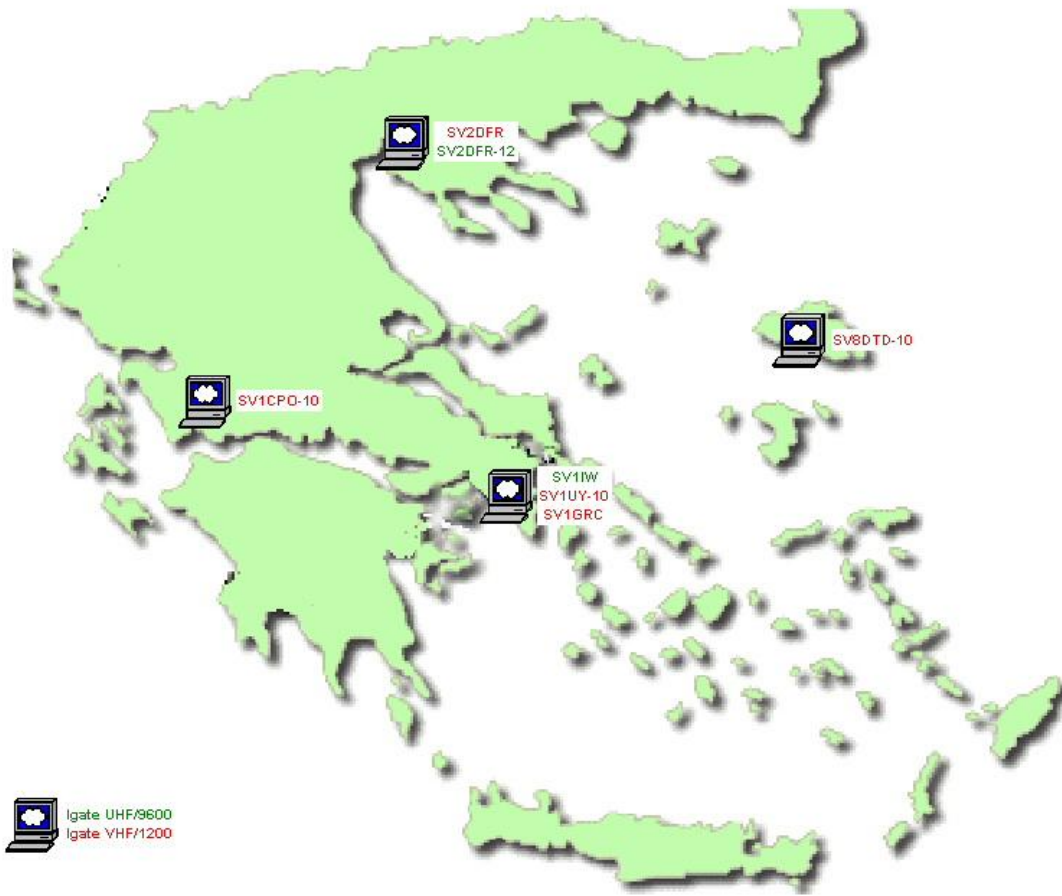 SV2DFR
SV2DFR-12
SV8DTD-10
SV1CPO-10
SV1IW
SV1UY-10
SV1GRC
Igate UHF/9600
Igate VHF/1200